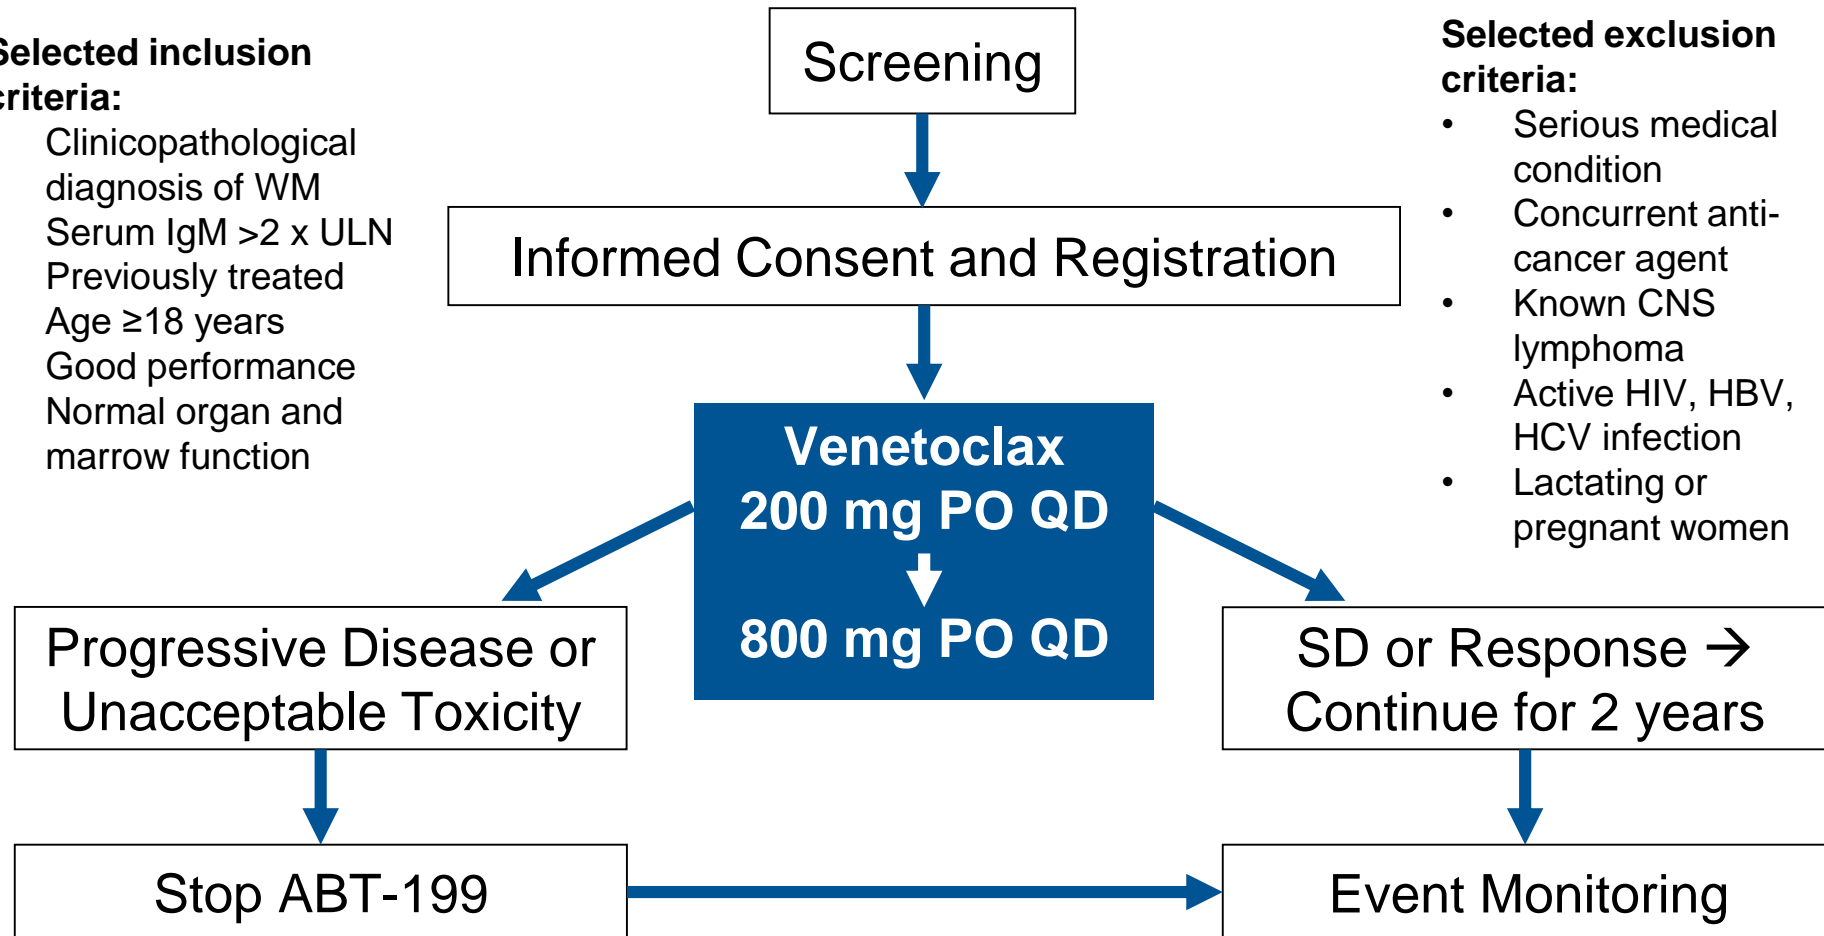 Selected inclusion
criteria:
Clinicopathological
diagnosis of WM
Serum IgM >2 x ULN
Previously treated
Age ≥18 years
Good performance
Normal organ and
marrow function
Screening
Informed Consent and Registration
Venetoclax
200 mg PO QD
800 mg PO QD
Progressive Disease or
Unacceptable Toxicity
SD or Response →
Continue for 2 years
Stop ABT-199
Event Monitoring
Selected exclusion
criteria:
• Serious medical
condition
• Concurrent anti-
cancer agent
• Known CNS
lymphoma
• Active HIV, HBV,
HCV infection
• Lactating or
pregnant women